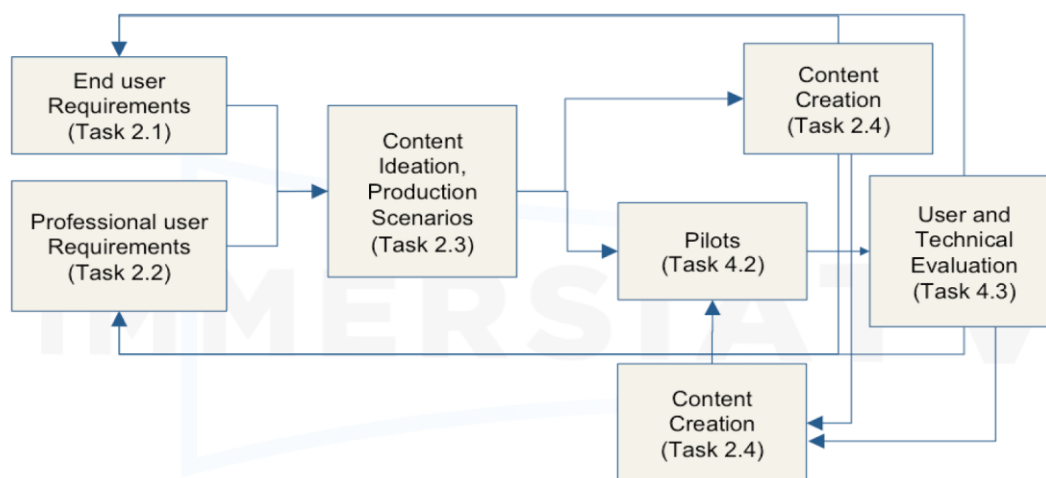 End user
Requirements
(Task 2.1)
Professional user
Requirements
(Task 2.2)
Content
Ideation,
Production
Scenarios
(Task 2.3)
Content
Creation
(Task 2.4)
Pilots
(Task 4.2)
User and
Technical
Evaluation
(Task 4.3)
Content
Creation
(Task 2.4)
IMMERSIATV